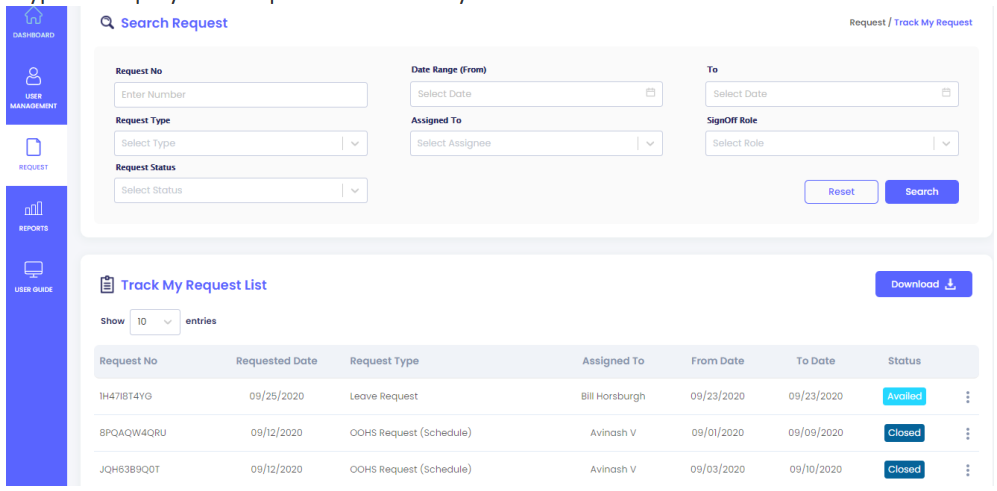 DASHBOARD
USER
MANAGEMENT
REQUEST
REPORTS
USER GUIDE
Search Request
Request / Track My Request
Request No
Date Range (From)
To
Enter Number
Select Date
Select Date
Request Type
Assigned To
SignOff Role
Select Type
Select Assignee
Select Role
Request Status
Select Status
Reset
Search
Track My Request List
Download
Show 10 entries
Request No Requested Date Request Type Assigned To From Date To Date Status
1H47I8T4YG 09/25/2020 Leave Request Bill Horsburgh 09/23/2020 09/23/2020 Availed
8PQAQW4QRU 09/12/2020 OOHS Request (Schedule) Avinash V 09/01/2020 09/09/2020 Closed
JQH63B9Q0T 09/12/2020 OOHS Request (Schedule) Avinash V 09/03/2020 09/10/2020 Closed